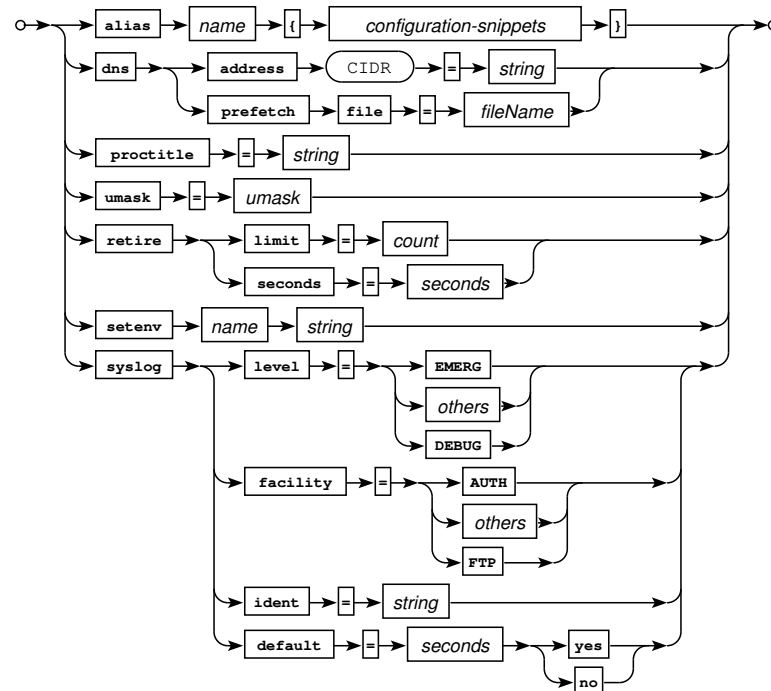 alias name { configuration-snippets }
dns address CIDR = string
prefetch file = fileName
proctitle = string
umask = umask
retire limit = count
seconds = seconds
setenv name string
syslog level = EMERG
others
DEBUG
facility = AUTH
others
FTP
ident = string
default = seconds yes
no